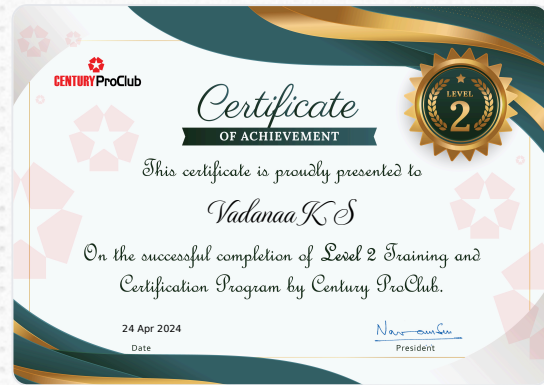 CENTURY ProClub
LEVEL
2
Certificate
OF ACHIEVEMENT
This certificate is proudly presented to
Vadanaa K S
On the successful completion of Level 2 Training and
Certification Program by Century ProClub.
24 Apr 2024
Date
President